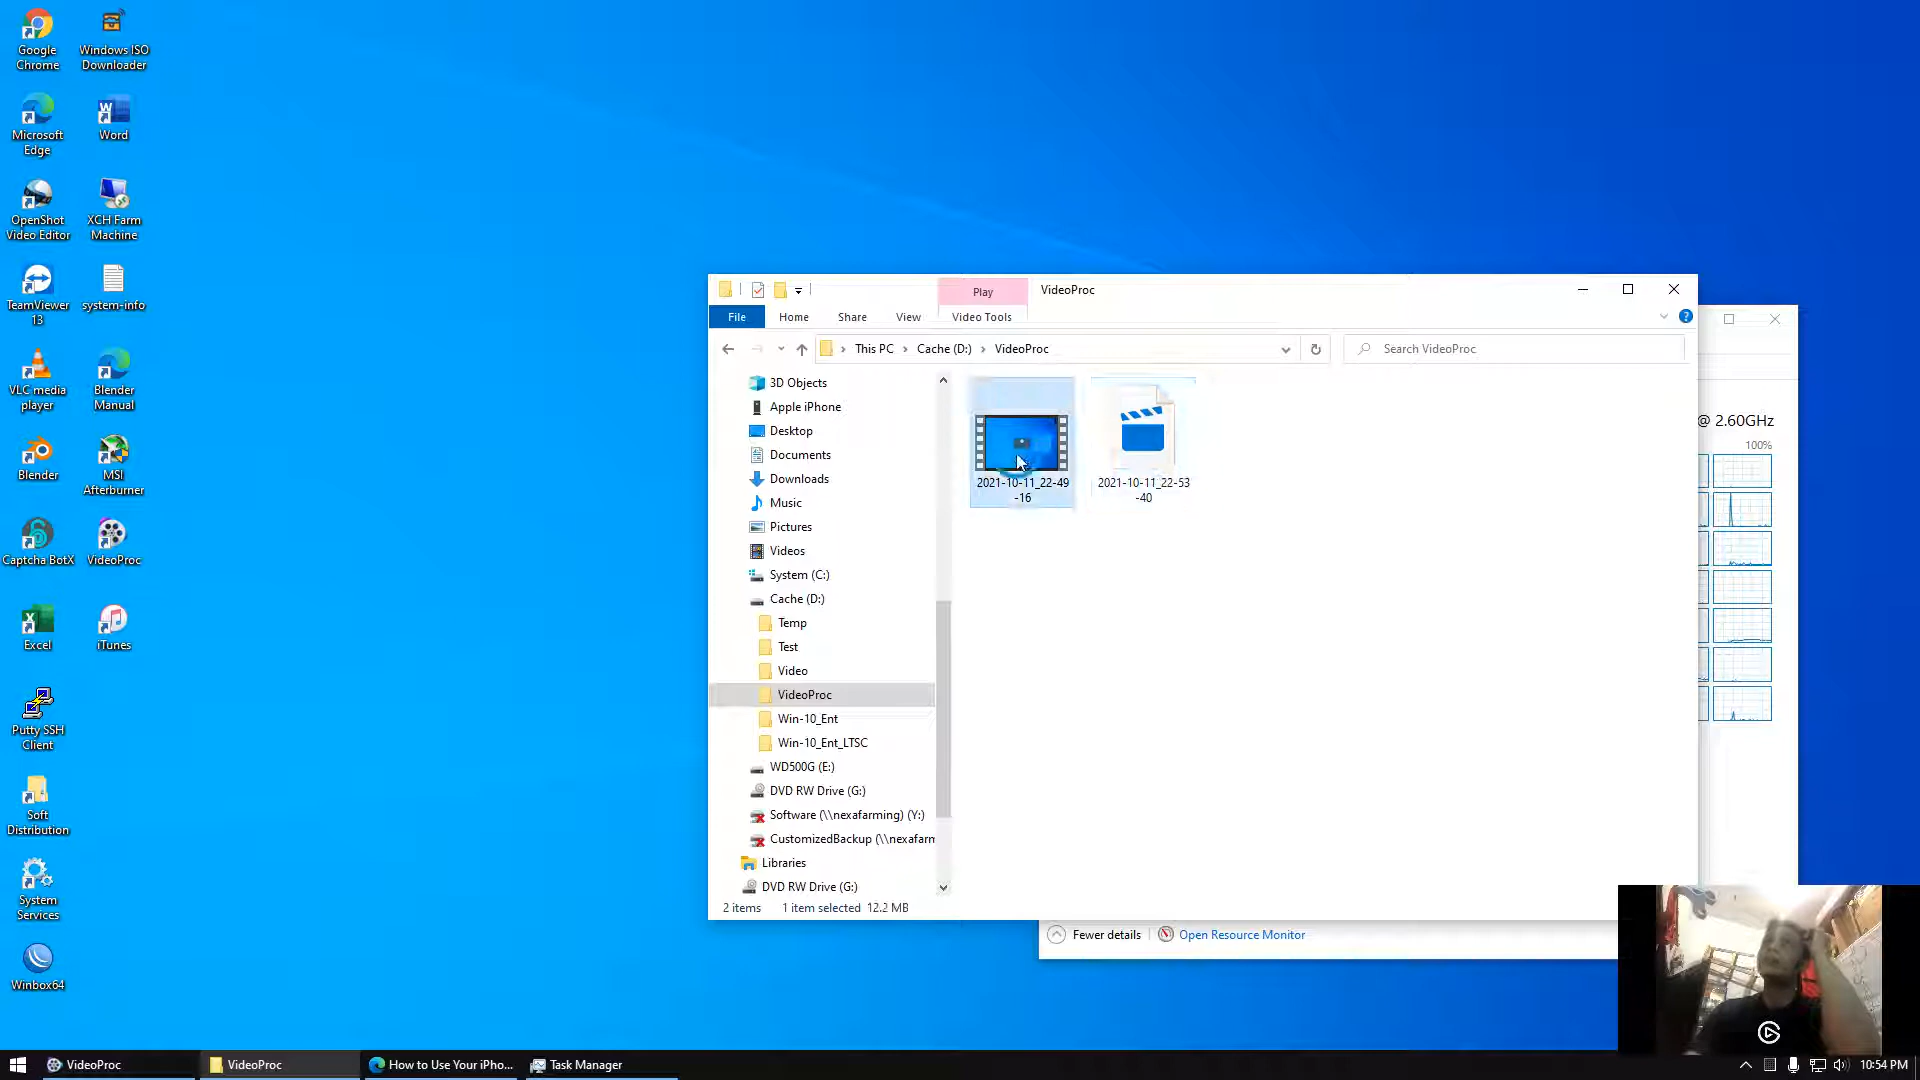 Google
Chrome
Windows ISO
Downloader
Microsoft
Edge
Word
OpenShot
Video Editor
XCH Farm
Machine
TeamViewer
13
system-info
VLC media
player
Blender
Manual
Blender
MSI
Afterburner
Captcha BotX
VideoProc
Excel
iTunes
Putty SSH
Client
Soft
Distribution
System
Services
Winbox64
Play
VideoProc
File
Home
Share
View
Video Tools
This PC
Cache (D:)
VideoProc
Search VideoProc
3D Objects
Apple iPhone
Desktop
Documents
Downloads
Music
Pictures
Videos
System (C:)
Cache (D:)
Temp
Test
Video
VideoProc
Win-10_Ent
Win-10_Ent_LTSC
WD500G (E:)
DVD RW Drive (G:)
Software (\\nexafarming) (Y:)
CustomizedBackup (\\nexafarm
Libraries
DVD RW Drive (G:)
2021-10-11_22-49
-16
2021-10-11_22-53
-40
2 items 1 item selected 12.2 MB
@ 2.60GHz
100%
Fewer details
Open Resource Monitor
VideoProc
VideoProc
How to Use Your iPho...
Task Manager
10:54 PM